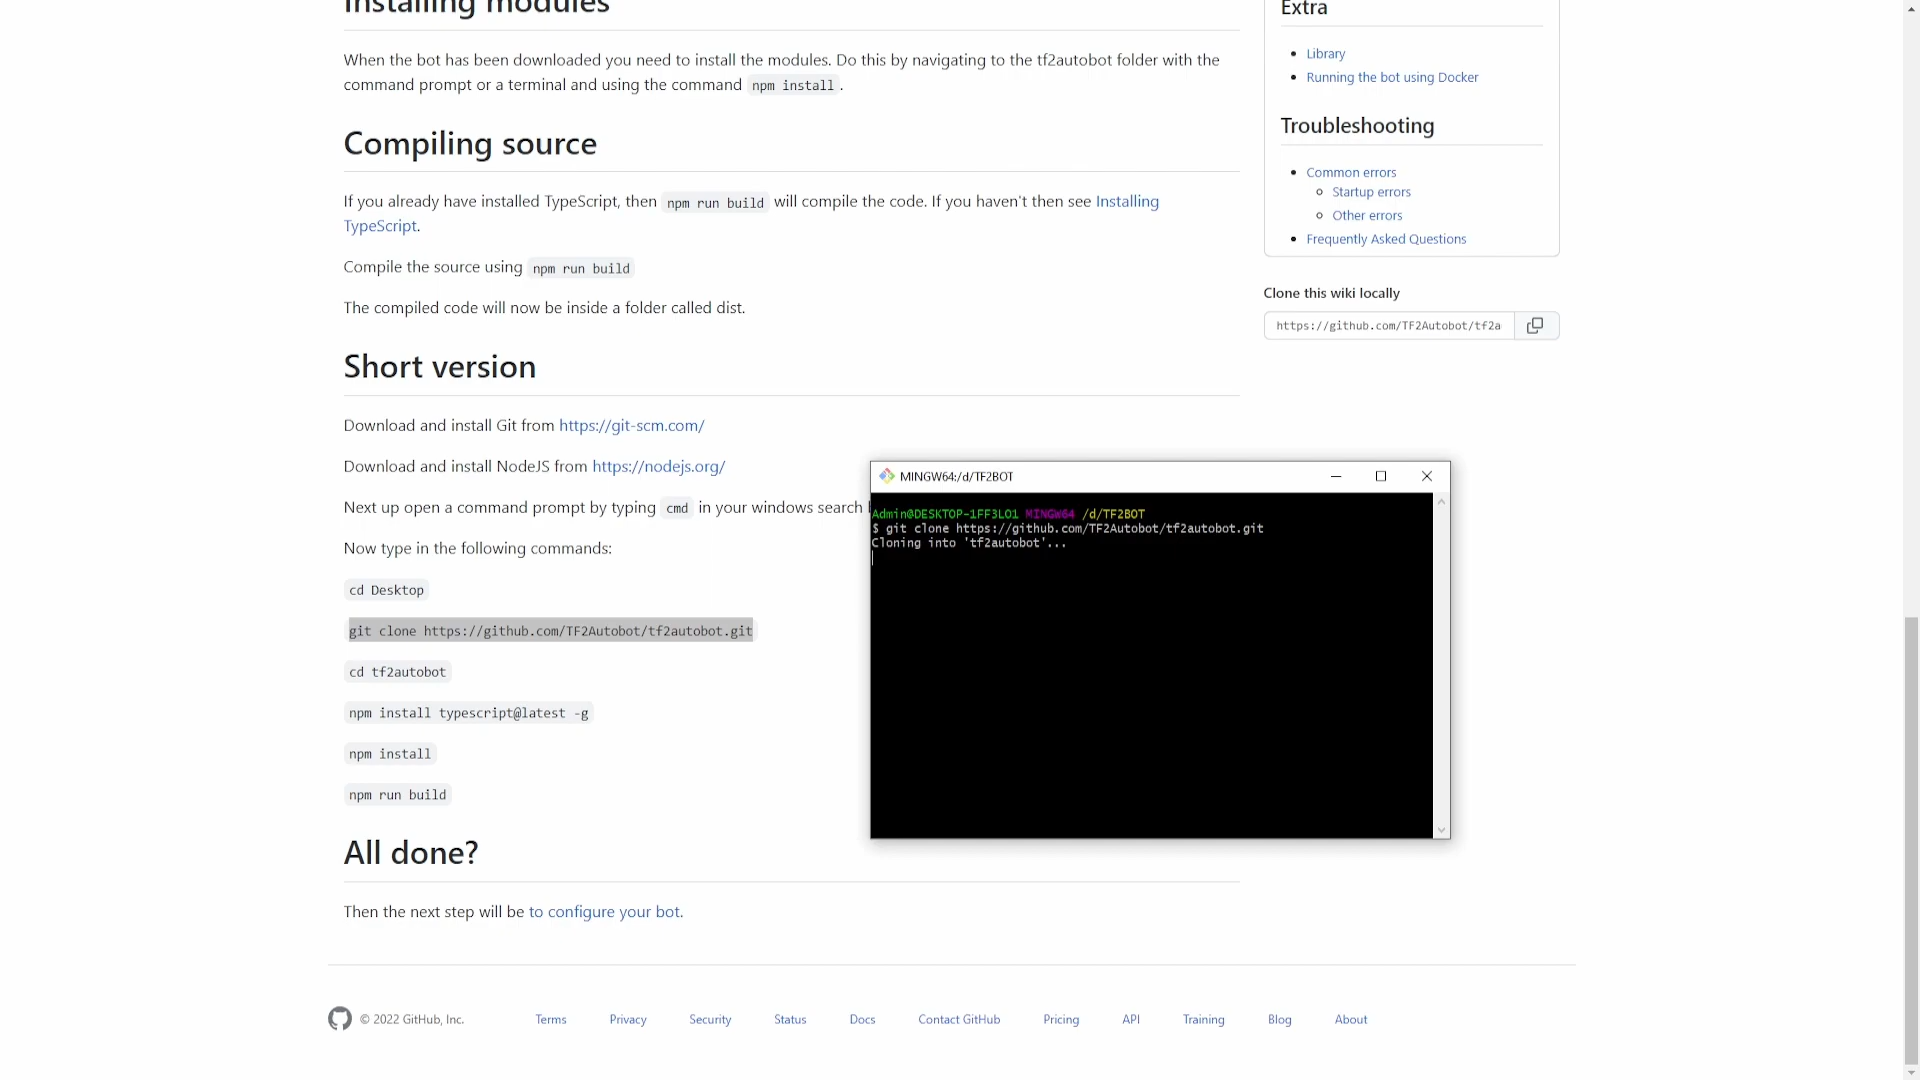 Installing modules
When the bot has been downloaded you need to install the modules. Do this by navigating to the tf2autobot folder with the
command prompt or a terminal and using the command npm install .
Compiling source
If you already have installed TypeScript, then npm run build will compile the code. If you haven't then see Installing
TypeScript.
Compile the source using npm run build
The compiled code will now be inside a folder called dist.
Short version
Download and install Git from https://git-scm.com/
Download and install NodeJS from https://nodejs.org/
Next up open a command prompt by typing cmd in your windows search
Now type in the following commands:
cd Desktop
git clone https://github.com/TF2Autobot/tf2autobot.git
cd tf2autobot
npm install typescript@latest -g
npm install
npm run build
All done?
Then the next step will be to configure your bot.
Extra
Library
Running the bot using Docker
Troubleshooting
Common errors
Startup errors
Other errors
Frequently Asked Questions
Clone this wiki locally
https://github.com/TF2Autobot/tf2a
MINGW64:/d/TF2BOT
Admin@DESKTOP-1FF3LO1 MINGW64 /d/TF2BOT
$ git clone https://github.com/TF2Autobot/tf2autobot.git
Cloning into 'tf2autobot'...
© 2022 GitHub, Inc. Terms Privacy Security Status Docs Contact GitHub Pricing API Training Blog About